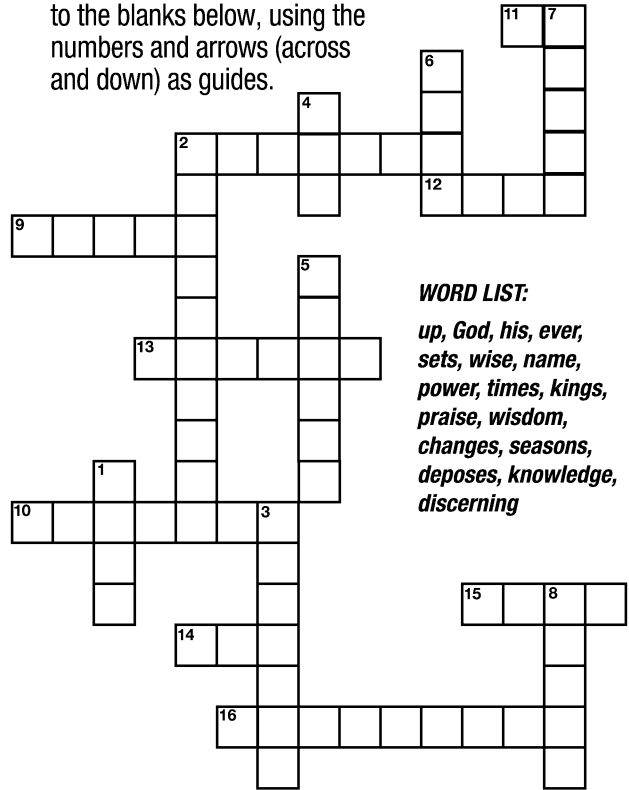 to the blanks below, using the
numbers and arrows (across
and down) as guides.
11 7
6
4
2
12
9
5
WORD LIST:
up, God, his, ever,
13
sets, wise, name,
power, times, kings,
praise, wisdom,
changes, seasons,
1
deposes, knowledge,
discerning
10 3
15 8
14
16